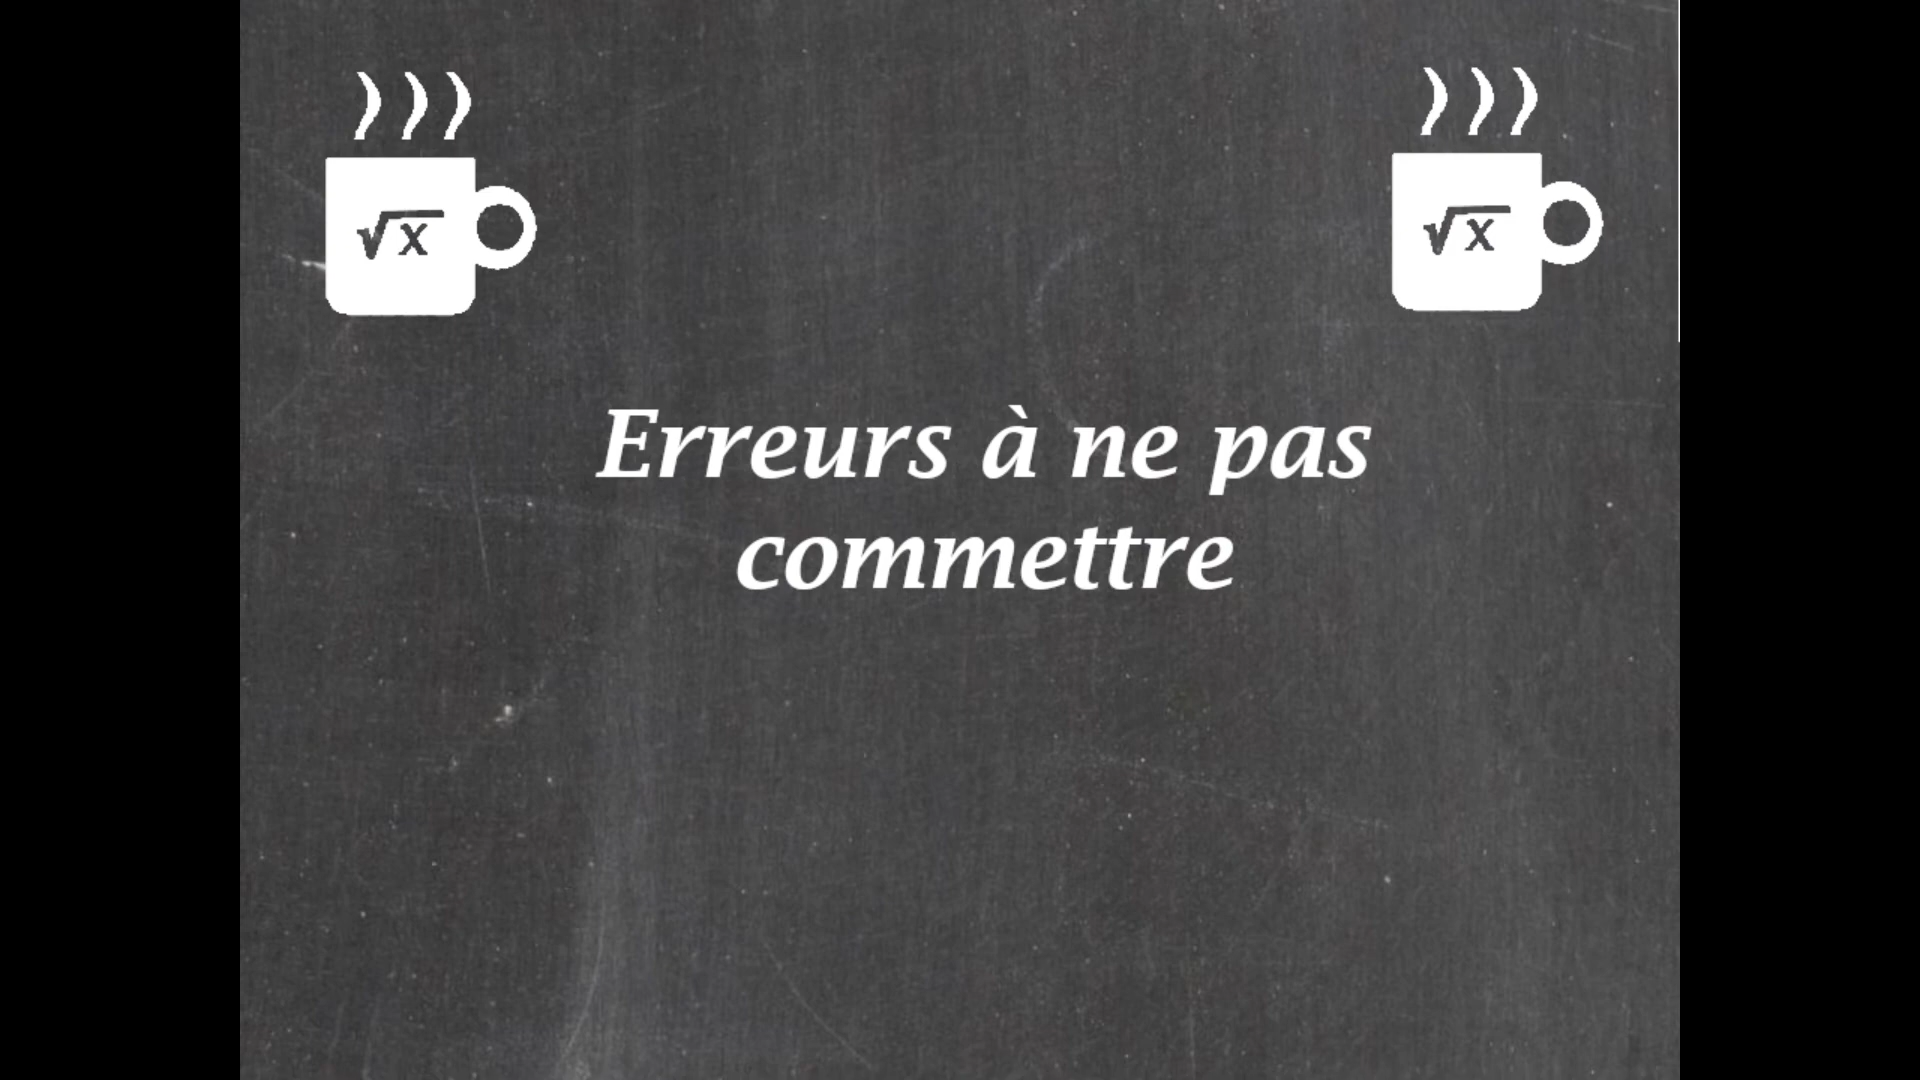 √x √x
Erreurs à ne pas
commettre